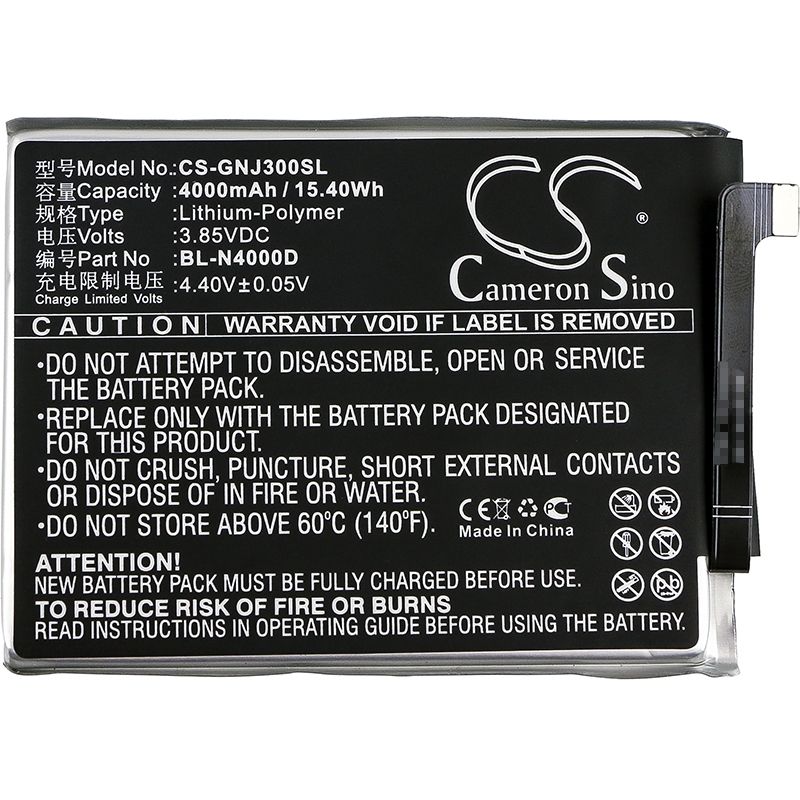 型号Model No.:CS-GNJ300SL
容量Capacity :4000mAh / 15.40Wh
规格Type :Lithium-Polymer
电压Volts :3.85VDC
编号Part No :BL-N4000D
充电限制电压:4.40V±0.05V
Charge Limited Volts
Cameron Sino
®
CAUTION WARRANTY VOID IF LABEL IS REMOVED
•DO NOT ATTEMPT TO DISASSEMBLE, OPEN OR SERVICE
THE BATTERY PACK.
•REPLACE ONLY WITH THE BATTERY PACK DESIGNATED
FOR THIS PRODUCT.
•DO NOT CRUSH, PUNCTURE, SHORT EXTERNAL CONTACTS
OR DISPOSE OF IN FIRE OR WATER.
•DO NOT STORE ABOVE 60°C (140°F).
CE
Made In China
ATTENTION!
NEW BATTERY PACK MUST BE FULLY CHARGED BEFORE USE.
TO REDUCE RISK OF FIRE OR BURNS
READ INSTRUCTIONS IN OPERATING GUIDE BEFORE USING BATTERY.